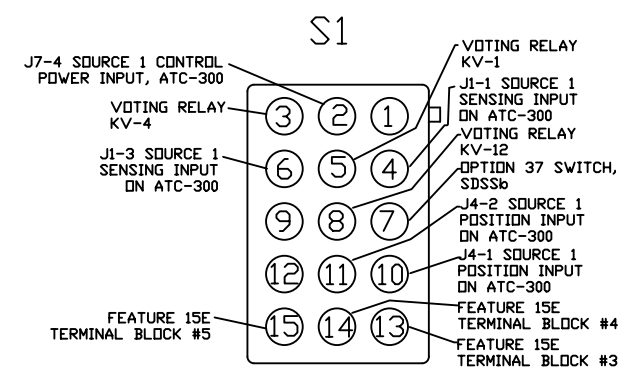 S1
J7-4 SOURCE 1 CONTROL
POWER INPUT, ATC-300
VOTING RELAY
KV-1
VOTING RELAY
KV-4
J1-1 SOURCE 1
SENSING INPUT
ON ATC-300
3 2 1
VOTING RELAY
KV-12
J1-3 SOURCE 1
SENSING INPUT
ON ATC-300
6 5 4
OPTION 37 SWITCH,
SDSSb
9 8 7
J4-2 SOURCE 1
POSITION INPUT
ON ATC-300
12 11 10
J4-1 SOURCE 1
POSITION INPUT
ON ATC-300
FEATURE 15E
TERMINAL BLOCK #5
15 14 13
FEATURE 15E
TERMINAL BLOCK #4
FEATURE 15E
TERMINAL BLOCK #3